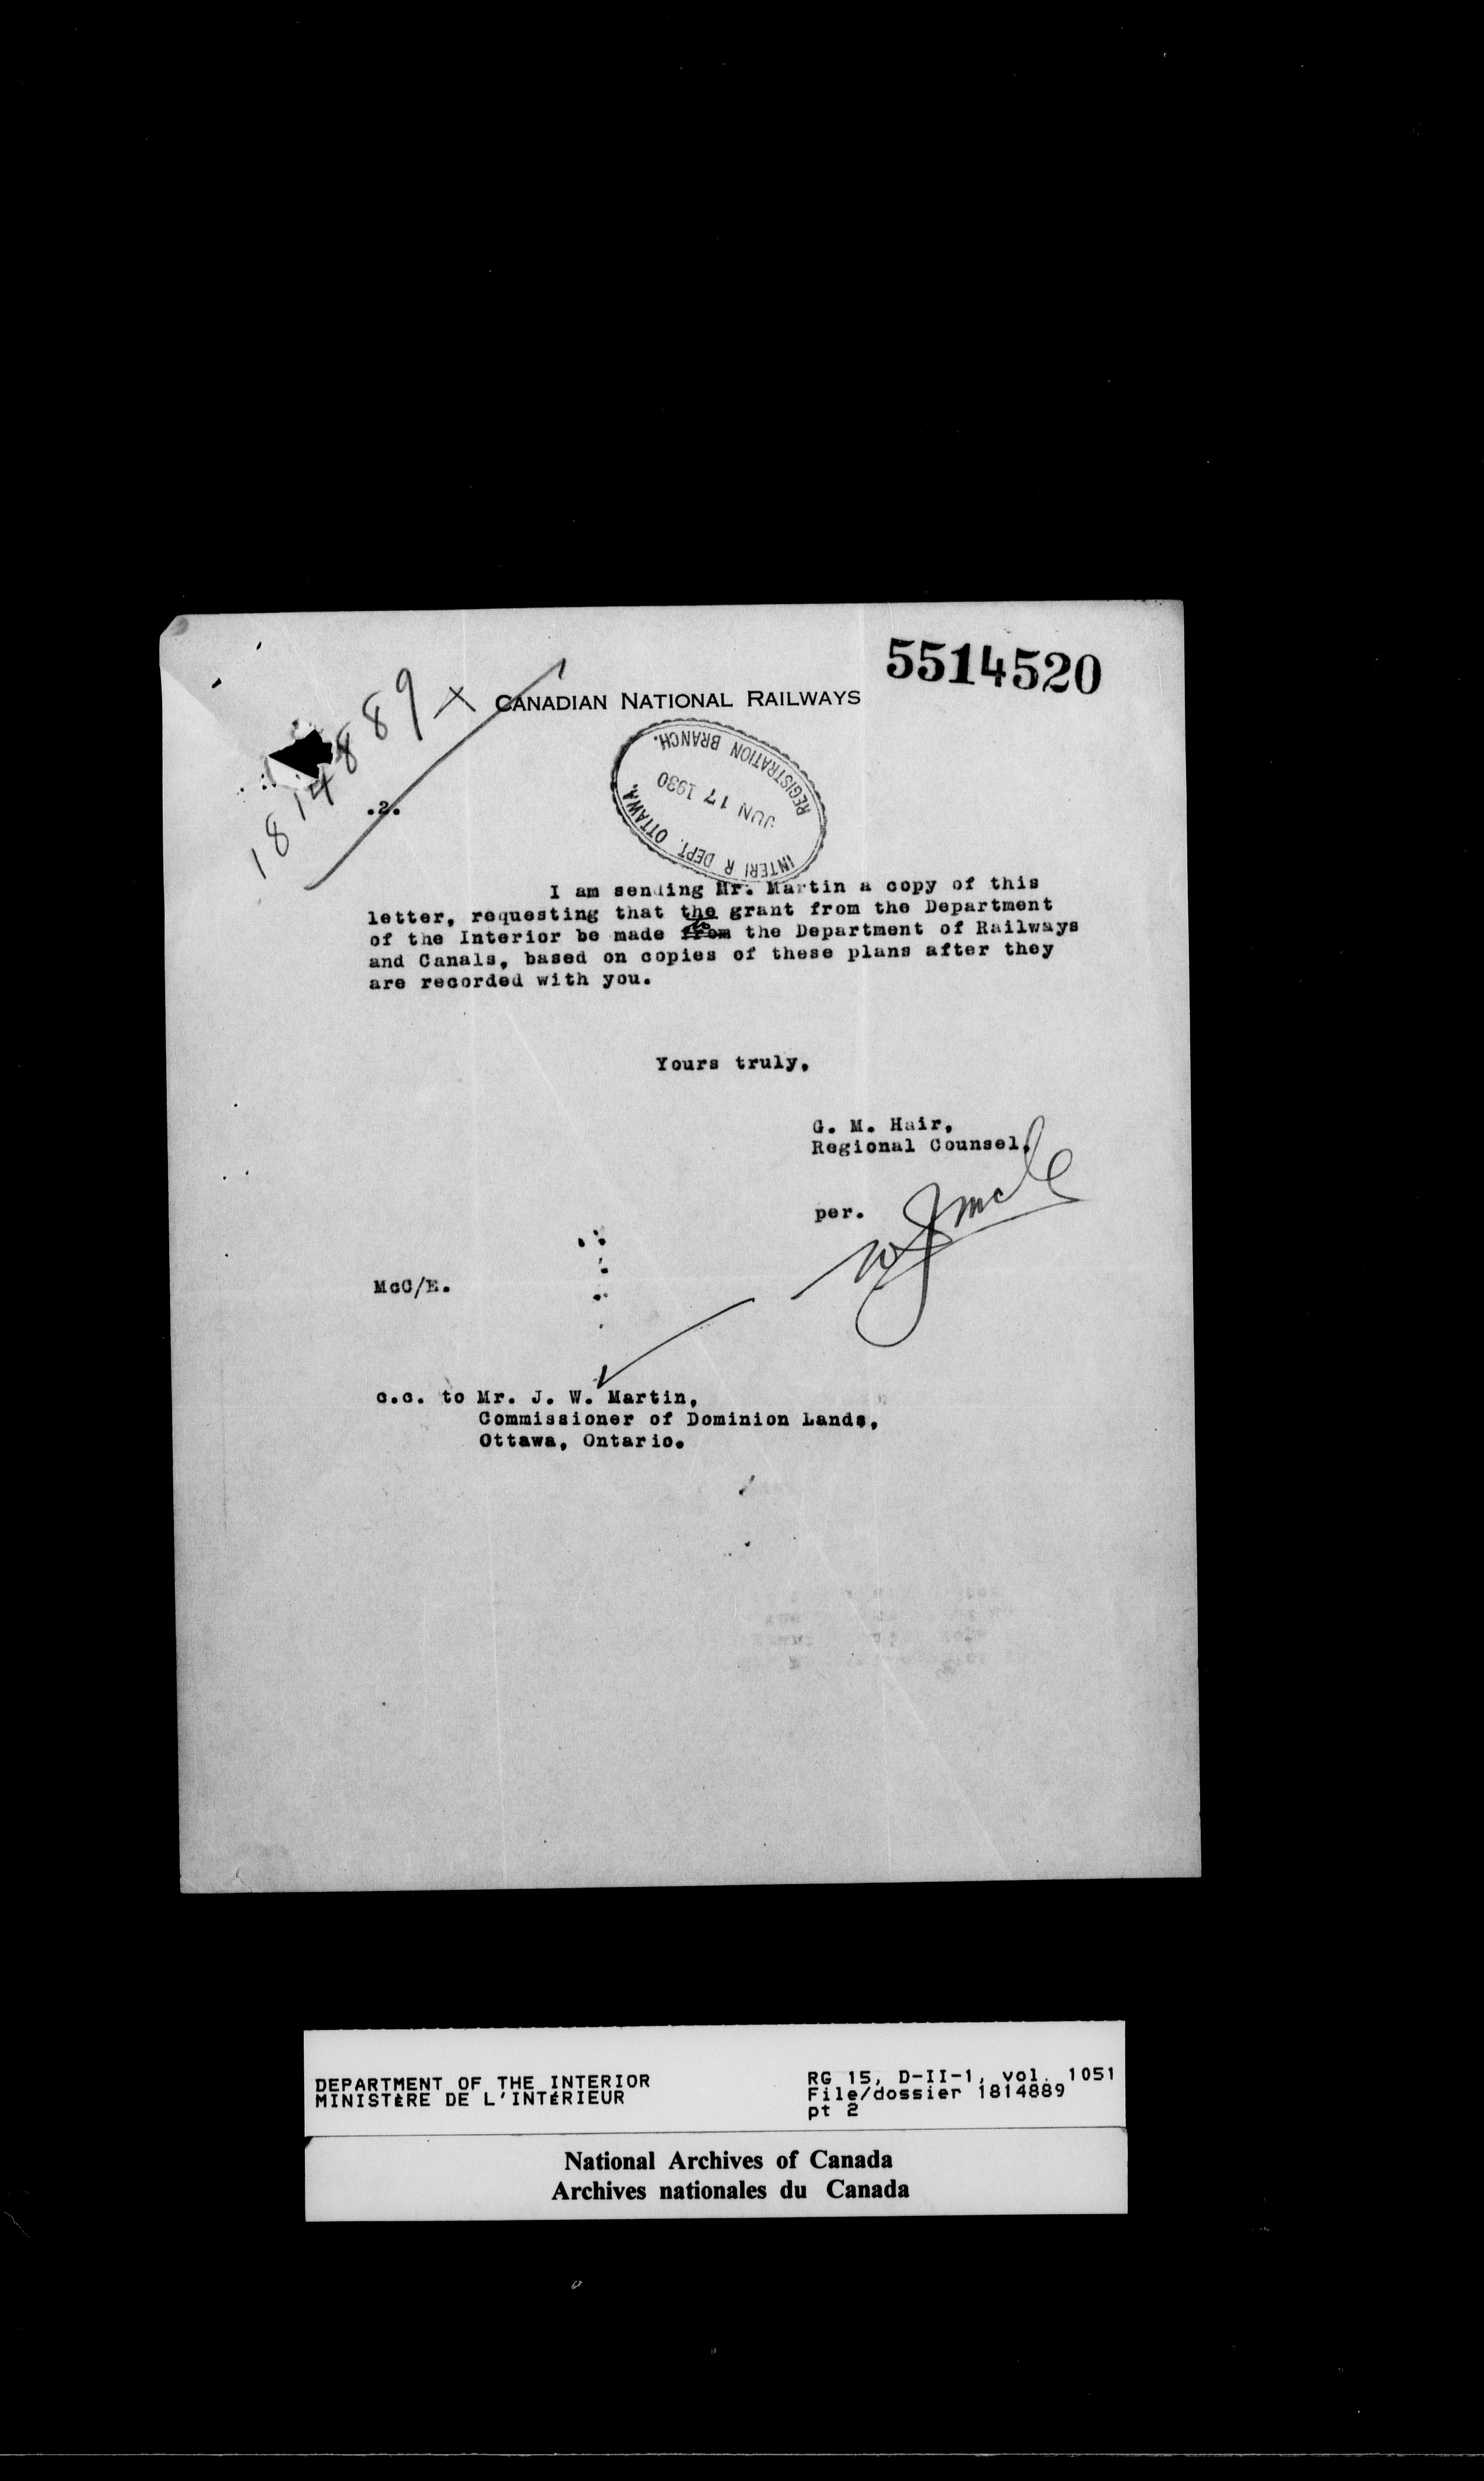 5514520
1814889 X
CANADIAN NATIONAL RAILWAYS
INTERI R DEPT. OTTAWA.
JUN 17 1930
REGISTRATION BRANCH.
.2.
I am sending Mr. Martin a copy of this
letter, requesting that the grant from the Department
to
of the Interior be made from the Department of Railways
and Canals, based on copies of these plans after they
are recorded with you.
Yours truly,
G. M. Hair,
Regional Counsel,
per.
McC/E.
c.c. to Mr. J. W. Martin,
Commissioner of Dominion Lands,
Ottawa, Ontario.
DEPARTMENT OF THE INTERIOR
MINISTÈRE DE L'INTÉRIEUR
RG 15, D-II-1, vol. 1051
File/dossier 1814889
pt 2
National Archives of Canada
Archives nationales du Canada